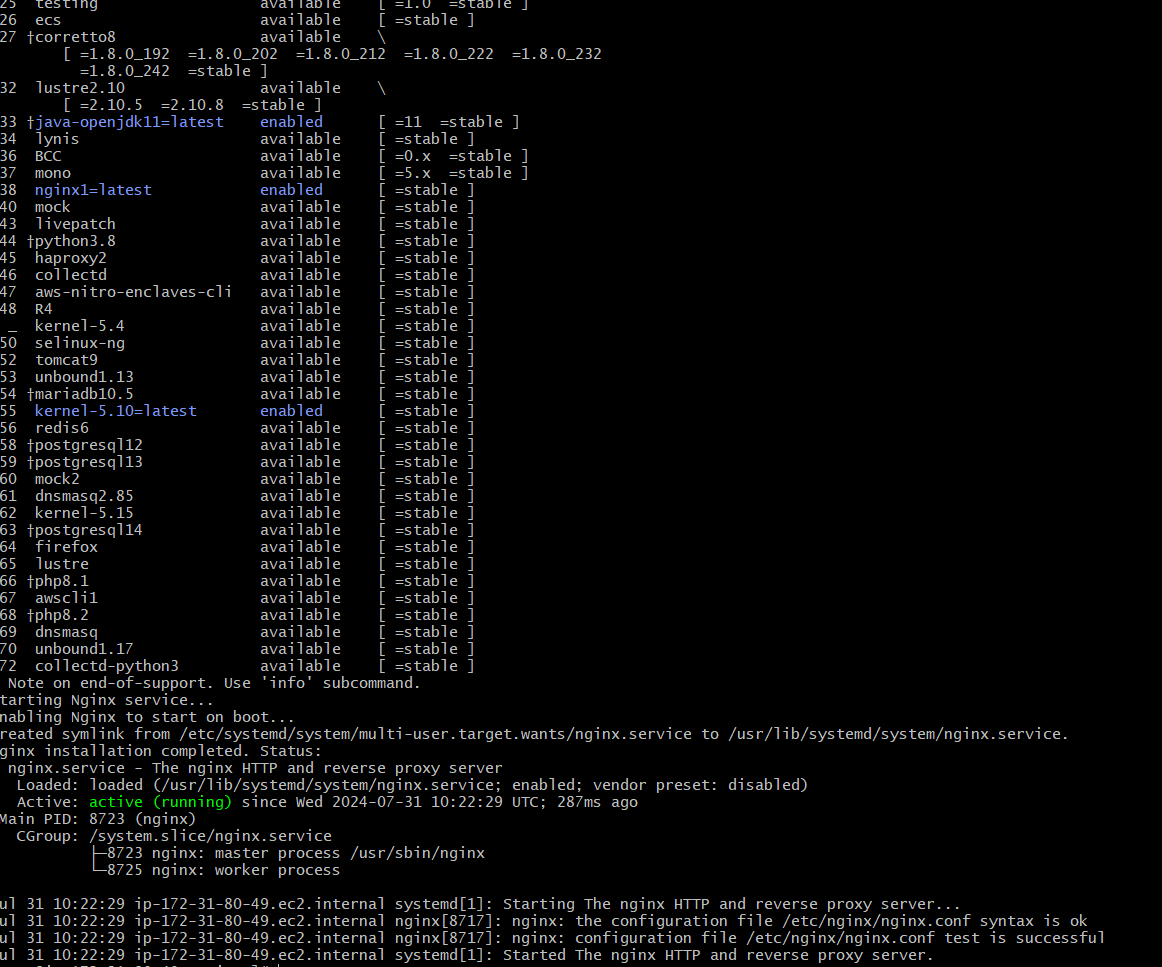 25  testing                  available    [ =1.0  =stable ]
26  ecs                      available    [ =stable ]
27 †corretto8                available    \
       [ =1.8.0_192  =1.8.0_202  =1.8.0_212  =1.8.0_222  =1.8.0_232
         =1.8.0_242  =stable ]
32  lustre2.10               available    \
       [ =2.10.5  =2.10.8  =stable ]
33 †java-openjdk11=latest    enabled      [ =11  =stable ]
34  lynis                    available    [ =stable ]
36  BCC                      available    [ =0.x  =stable ]
37  mono                     available    [ =5.x  =stable ]
38  nginx1=latest            enabled      [ =stable ]
40  mock                     available    [ =stable ]
43  livepatch                available    [ =stable ]
44 †python3.8                available    [ =stable ]
45  haproxy2                 available    [ =stable ]
46  collectd                 available    [ =stable ]
47  aws-nitro-enclaves-cli   available    [ =stable ]
48  R4                       available    [ =stable ]
 _  kernel-5.4               available    [ =stable ]
50  selinux-ng               available    [ =stable ]
52  tomcat9                  available    [ =stable ]
53  unbound1.13              available    [ =stable ]
54 †mariadb10.5              available    [ =stable ]
55  kernel-5.10=latest       enabled      [ =stable ]
56  redis6                   available    [ =stable ]
58 †postgresql12             available    [ =stable ]
59 †postgresql13             available    [ =stable ]
60  mock2                    available    [ =stable ]
61  dnsmasq2.85              available    [ =stable ]
62  kernel-5.15              available    [ =stable ]
63 †postgresql14             available    [ =stable ]
64  firefox                  available    [ =stable ]
65  lustre                   available    [ =stable ]
66 †php8.1                   available    [ =stable ]
67  awscli1                  available    [ =stable ]
68 †php8.2                   available    [ =stable ]
69  dnsmasq                  available    [ =stable ]
70  unbound1.17              available    [ =stable ]
72  collectd-python3         available    [ =stable ]
Note on end-of-support. Use 'info' subcommand.
tarting Nginx service...
nabling Nginx to start on boot...
reated symlink from /etc/systemd/system/multi-user.target.wants/nginx.service to /usr/lib/systemd/system/nginx.service.
ginx installation completed. Status:
nginx.service - The nginx HTTP and reverse proxy server
  Loaded: loaded (/usr/lib/systemd/system/nginx.service; enabled; vendor preset: disabled)
  Active: active (running) since Wed 2024-07-31 10:22:29 UTC; 287ms ago
Main PID: 8723 (nginx)
  CGroup: /system.slice/nginx.service
          ├─8723 nginx: master process /usr/sbin/nginx
          └─8725 nginx: worker process
ul 31 10:22:29 ip-172-31-80-49.ec2.internal systemd[1]: Starting The nginx HTTP and reverse proxy server...
ul 31 10:22:29 ip-172-31-80-49.ec2.internal nginx[8717]: nginx: the configuration file /etc/nginx/nginx.conf syntax is ok
ul 31 10:22:29 ip-172-31-80-49.ec2.internal nginx[8717]: nginx: configuration file /etc/nginx/nginx.conf test is successful
ul 31 10:22:29 ip-172-31-80-49.ec2.internal systemd[1]: Started The nginx HTTP and reverse proxy server.